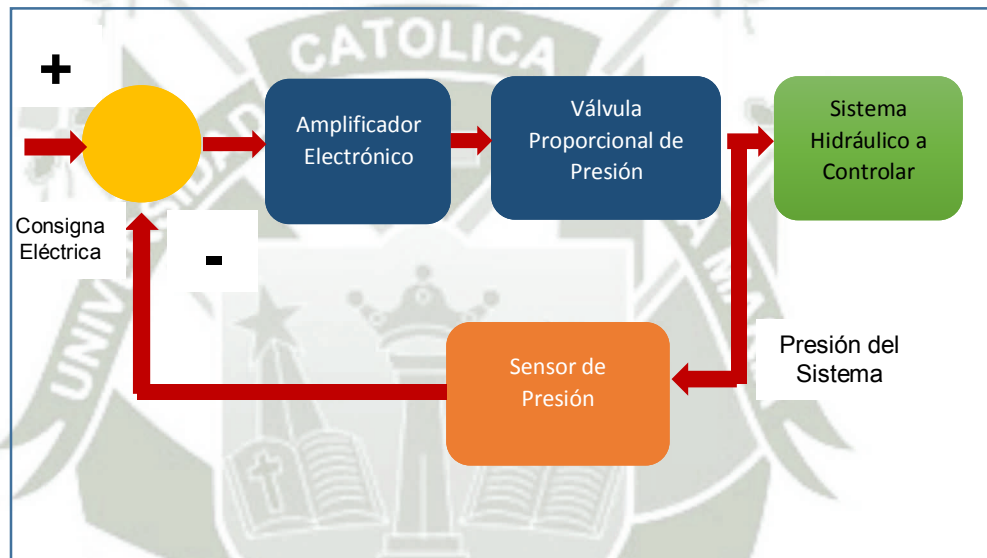 CATOLICA
+
Amplificador
Electrónico
Válvula
Proporcional de
Presión
Sistema
Hidráulico a
Controlar
Consigna
Eléctrica
-
Sensor de
Presión
Presión del
Sistema